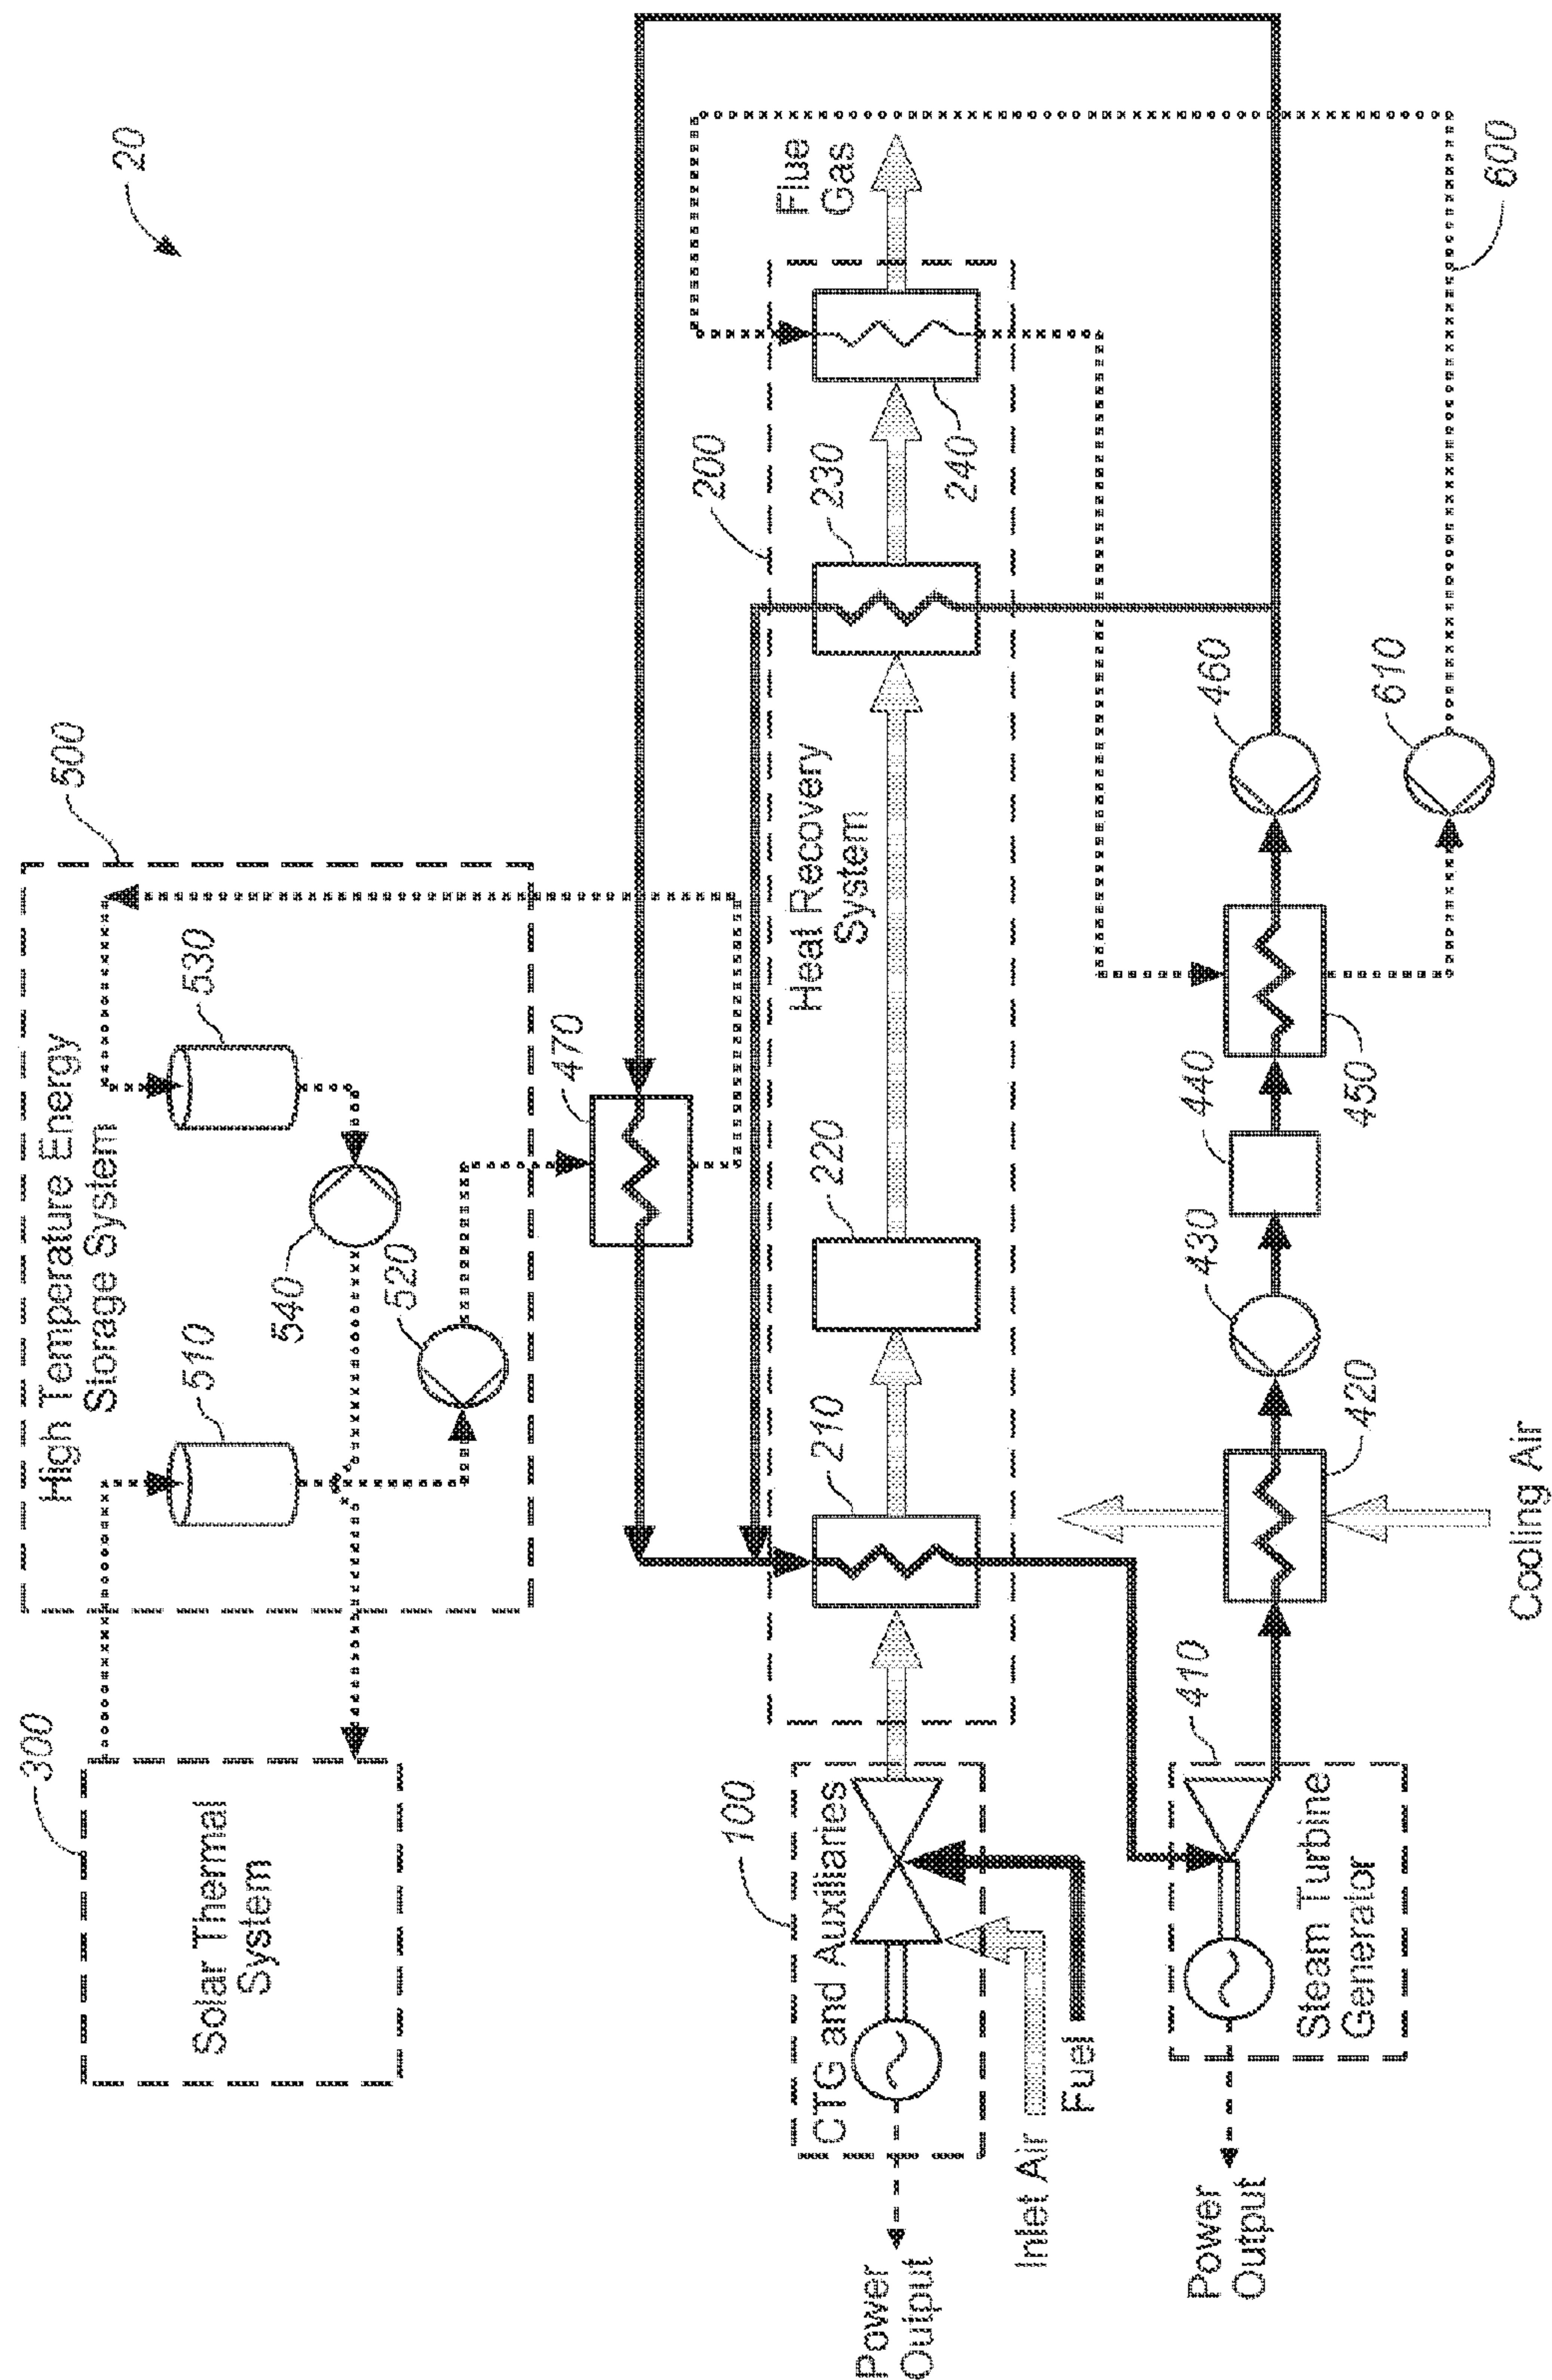 20
500
High Temperature Energy
Storage System
510
530
540
520
300
Solar Thermal
System
470
200
Flue
Gas
Heat Recovery
System
210
220
230
240
100
CTG and Auxiliaries
Power
Output
Inlet Air
Fuel
410
Steam Turbine
Generator
Power
Output
420
Cooling Air
430
440
450
460
610
600